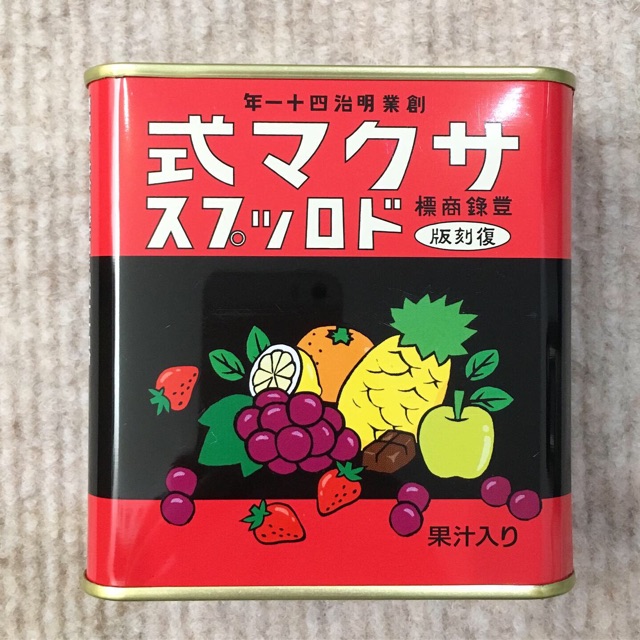 創業明治四十一年
サクマ式
登錄商標
ドロップス
復刻版
果汁入り